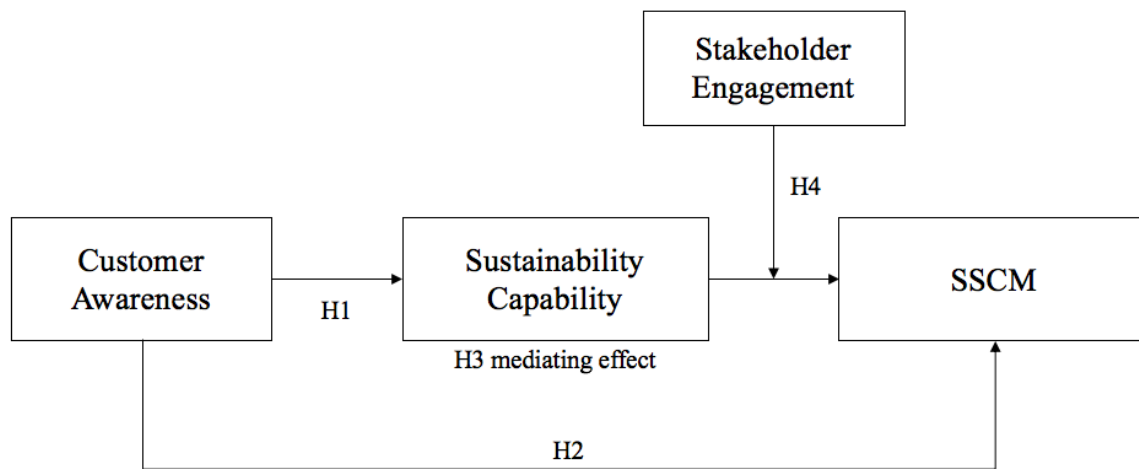 Stakeholder
Engagement
H4
Customer
Awareness
H1
Sustainability
Capability
SSCM
H3 mediating effect
H2